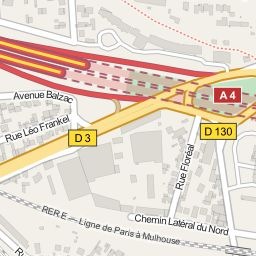 A 4
Avenue Balzac
Rue Léo Frankel
D 3
D 130
Rue Floréal
RER E — Ligne de Paris à Mulhouse
Chemin Latéral du Nord